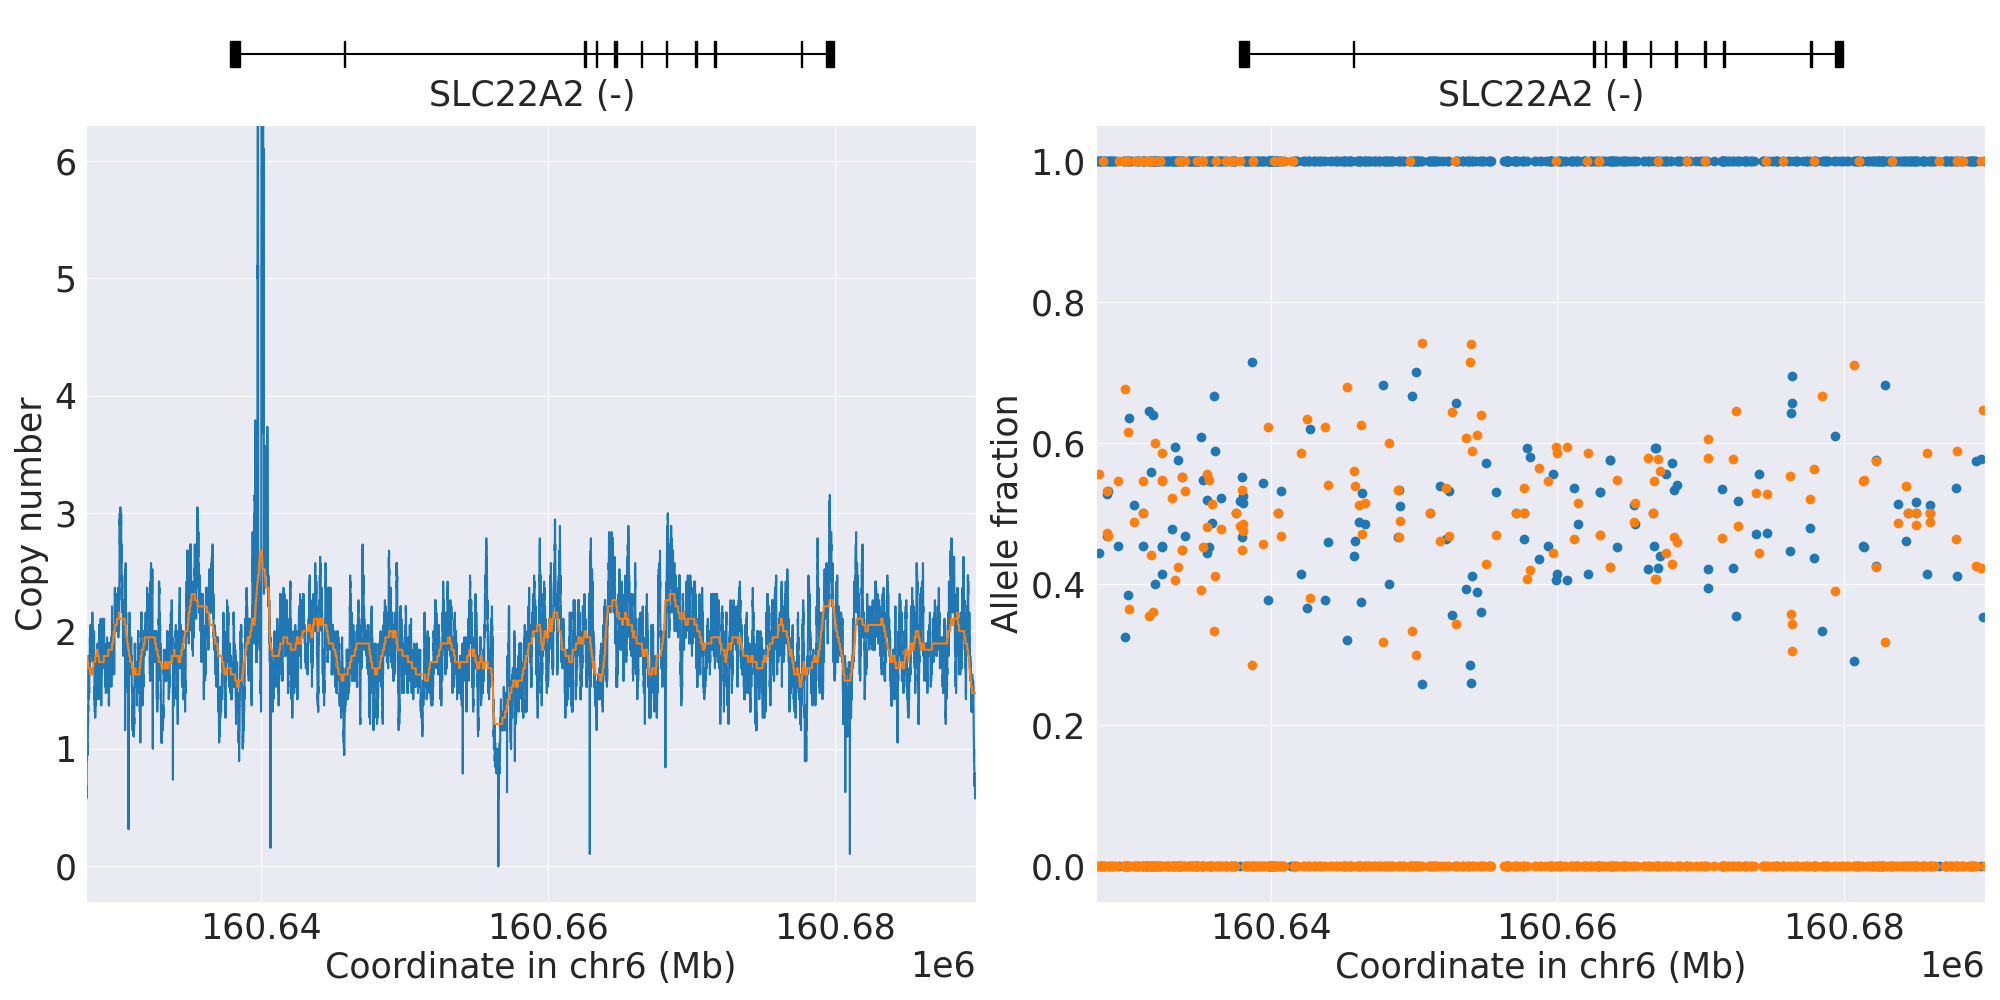 SLC22A2 (-)
Copy number
6
5
4
3
2
1
0
160.64
160.66
160.68
Coordinate in chr6 (Mb)
1e6
SLC22A2 (-)
Allele fraction
1.0
0.8
0.6
0.4
0.2
0.0
160.64
160.66
160.68
Coordinate in chr6 (Mb)
1e6